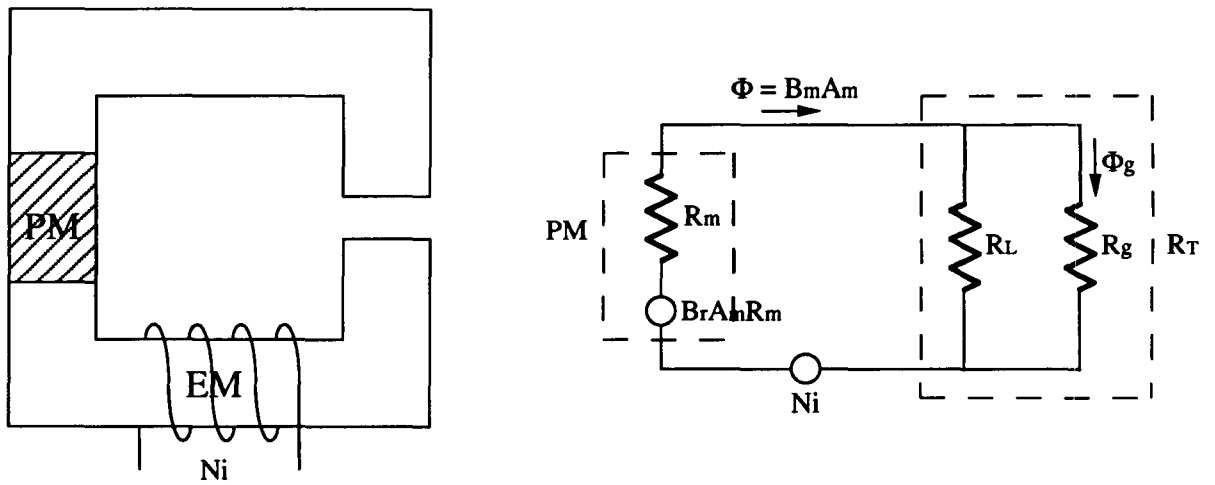 PM
EM
Ni
Φ = BmAm
Φg
PM
Rm
BrAmRm
RL
Rg
RT
Ni